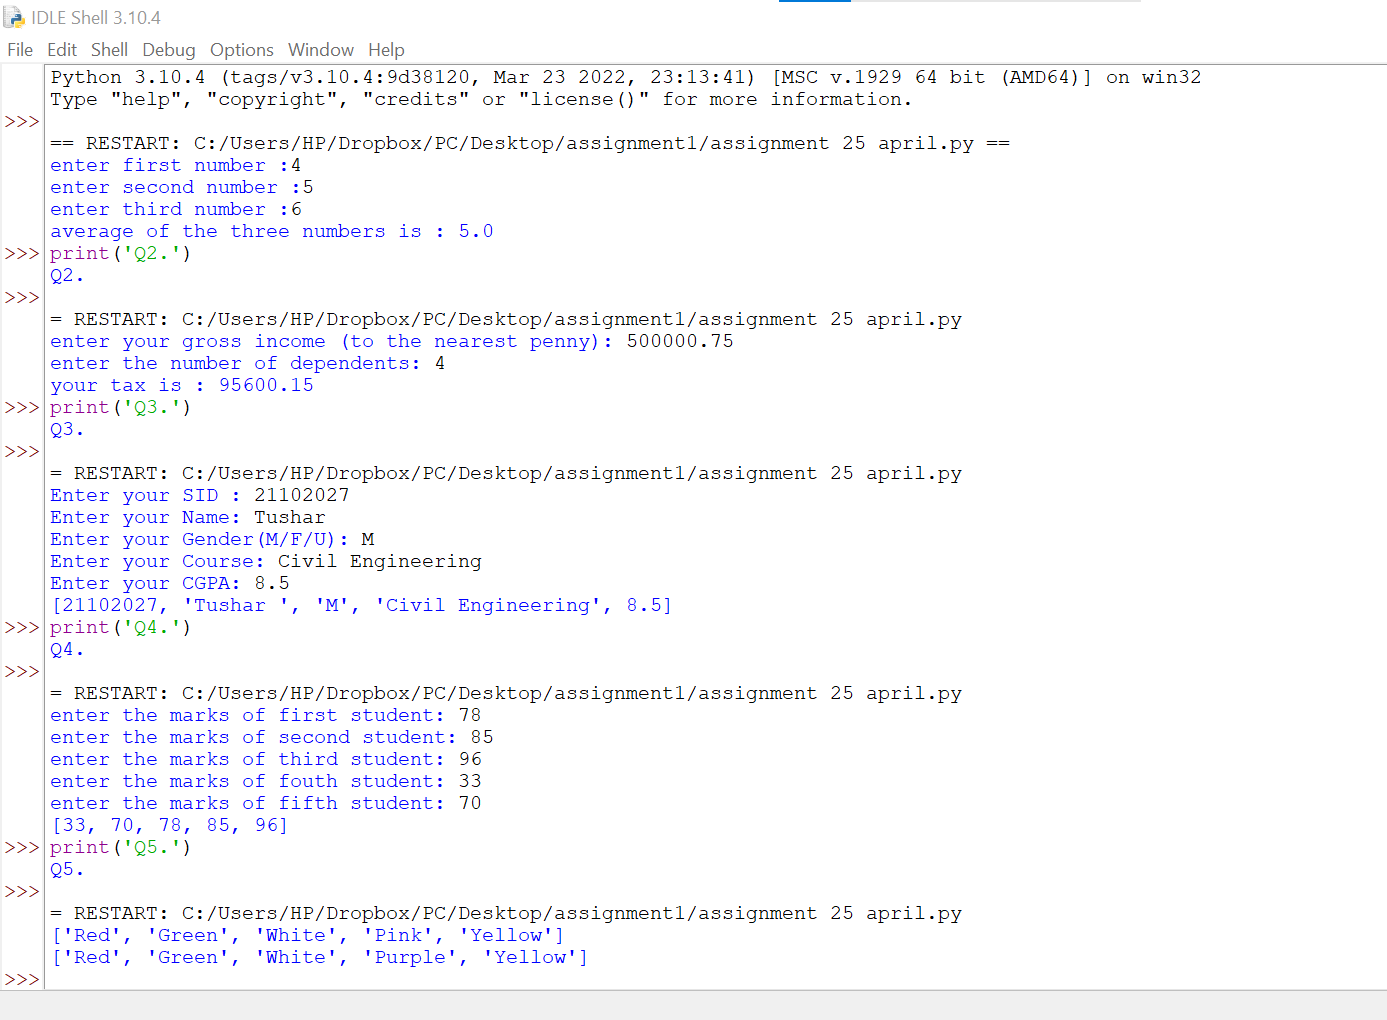 IDLE Shell 3.10.4
File Edit Shell Debug Options Window Help
Python 3.10.4 (tags/v3.10.4:9d38120, Mar 23 2022, 23:13:41) [MSC v.1929 64 bit (AMD64)] on win32
Type "help", "copyright", "credits" or "license()" for more information.
>>>
== RESTART: C:/Users/HP/Dropbox/PC/Desktop/assignment1/assignment 25 april.py ==
enter first number :4
enter second number :5
enter third number :6
average of the three numbers is : 5.0
>>> print('Q2.')
Q2.
>>>
= RESTART: C:/Users/HP/Dropbox/PC/Desktop/assignment1/assignment 25 april.py
enter your gross income (to the nearest penny): 500000.75
enter the number of dependents: 4
your tax is : 95600.15
>>> print('Q3.')
Q3.
>>>
= RESTART: C:/Users/HP/Dropbox/PC/Desktop/assignment1/assignment 25 april.py
Enter your SID : 21102027
Enter your Name: Tushar
Enter your Gender(M/F/U): M
Enter your Course: Civil Engineering
Enter your CGPA: 8.5
[21102027, 'Tushar ', 'M', 'Civil Engineering', 8.5]
>>> print('Q4.')
Q4.
>>>
= RESTART: C:/Users/HP/Dropbox/PC/Desktop/assignment1/assignment 25 april.py
enter the marks of first student: 78
enter the marks of second student: 85
enter the marks of third student: 96
enter the marks of fouth student: 33
enter the marks of fifth student: 70
[33, 70, 78, 85, 96]
>>> print('Q5.')
Q5.
>>>
= RESTART: C:/Users/HP/Dropbox/PC/Desktop/assignment1/assignment 25 april.py
['Red', 'Green', 'White', 'Pink', 'Yellow']
['Red', 'Green', 'White', 'Purple', 'Yellow']
>>>